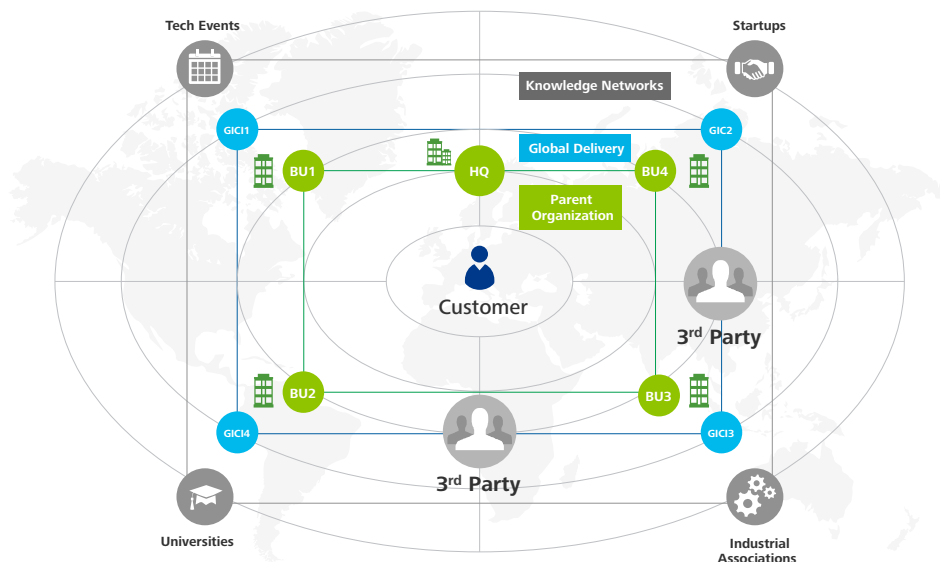 Tech Events
Startups
Knowledge Networks
GICI1
GIC2
Global Delivery
BU1
HQ
BU4
Parent
Organization
Customer
3rd Party
BU2
BU3
GICI4
GICI3
3rd Party
Universities
Industrial
Associations